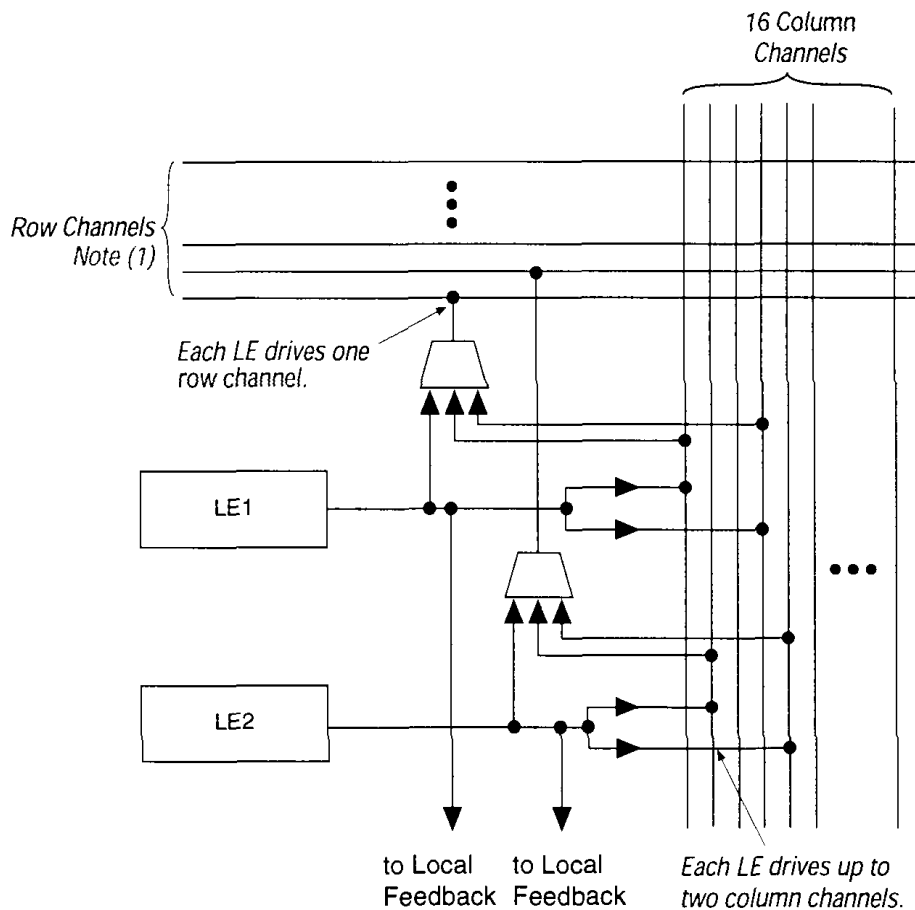 16 Column
Channels
Row Channels
Note (1)
Each LE drives one
row channel.
LE1
LE2
to Local
Feedback
to Local
Feedback
Each LE drives up to
two column channels.